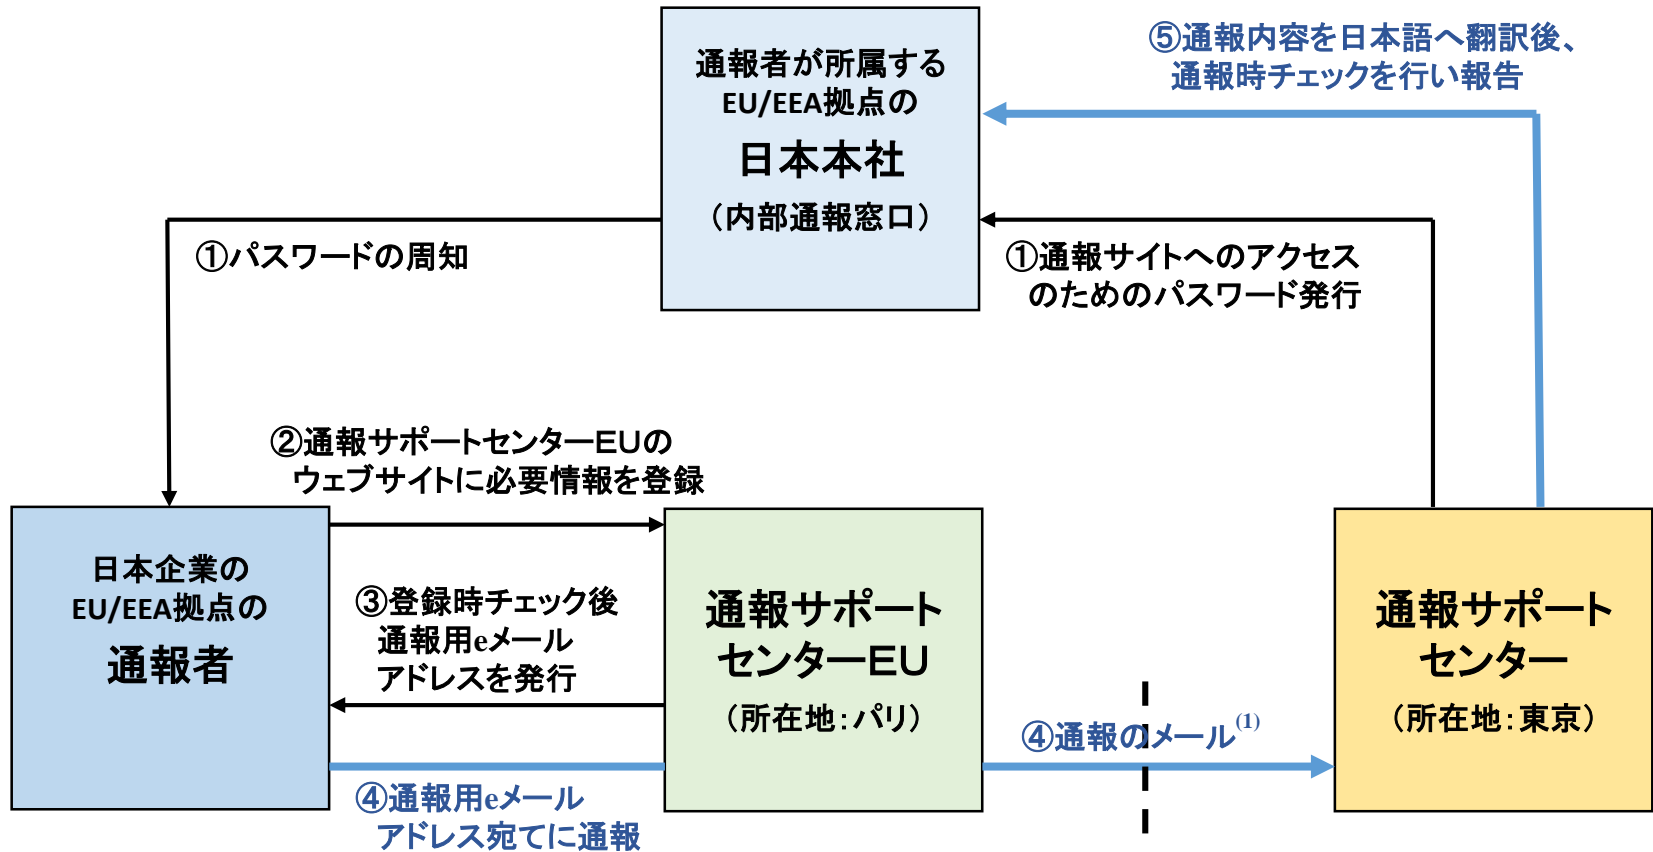 通報者が所属する
EU/EEA拠点の
日本本社
（内部通報窓口）
⑤通報内容を日本語へ翻訳後、
通報時チェックを行い報告
①パスワードの周知
①通報サイトへのアクセス
のためのパスワード発行
②通報サポートセンターＥＵの
ウェブサイトに必要情報を登録
日本企業の
EU/EEA拠点の
通報者
③登録時チェック後
通報用eメール
アドレスを発行
④通報用eメール
アドレス宛てに通報
通報サポート
センターＥＵ
（所在地：パリ）
④通報のメール(1)
通報サポート
センター
（所在地：東京）